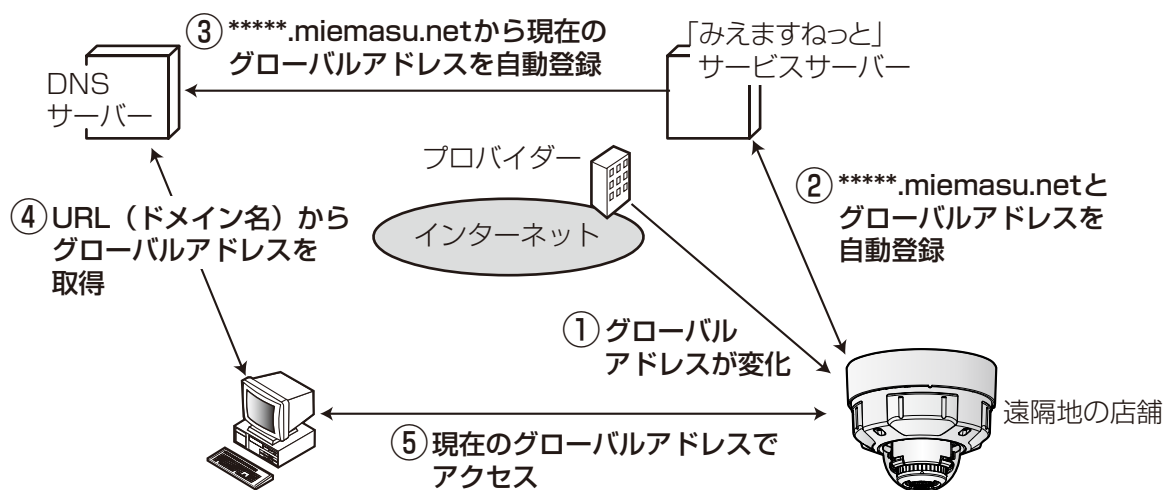 ③*****.miemasu.netから現在の
グローバルアドレスを自動登録
「みえますねっと」
サービスサーバー
DNS
サーバー
プロバイダー
②*****.miemasu.netと
グローバルアドレスを
自動登録
④URL（ドメイン名）から
グローバルアドレスを
取得
インターネット
①グローバル
アドレスが変化
遠隔地の店舗
⑤現在のグローバルアドレスで
アクセス